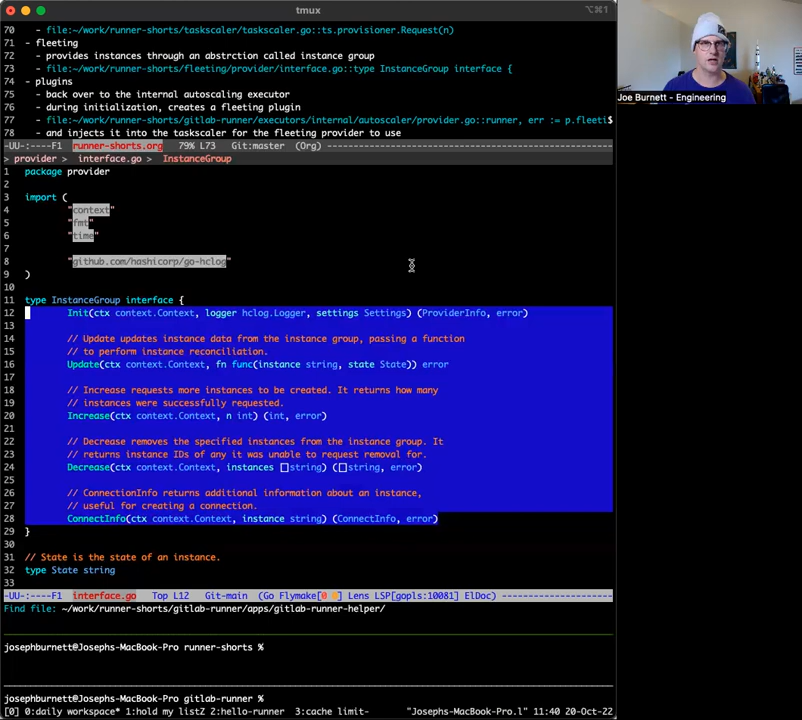 tmux
⌥⌘1
70 - file:~/work/runner-shorts/taskscaler/taskscaler.go::ts.provisioner.Request(n)
71 - fleeting
72 - provides instances through an abstrction called instance group
73 - file:~/work/runner-shorts/fleeting/provider/interface.go::type InstanceGroup interface {
74 - plugins
75 - back over to the internal autoscaling executor
76 - during initialization, creates a fleeting plugin
77 - file:~/work/runner-shorts/gitlab-runner/executors/internal/autoscaler/provider.go::runner, err := p.fleeti$
78 - and injects it into the taskscaler for the fleeting provider to use
-UU-:----F1 runner-shorts.org 79% L73 Git:master (Org) --------------------------------------------------
> provider > interface.go > InstanceGroup
1 package provider
2
3 import (
4 "context"
5 "fmt"
6 "time"
7
8 "github.com/hashicorp/go-hclog"
9 )
10
11 type InstanceGroup interface {
12 Init(ctx context.Context, logger hclog.Logger, settings Settings) (ProviderInfo, error)
13
14 // Update updates instance data from the instance group, passing a function
15 // to perform instance reconciliation.
16 Update(ctx context.Context, fn func(instance string, state State)) error
17
18 // Increase requests more instances to be created. It returns how many
19 // instances were successfully requested.
20 Increase(ctx context.Context, n int) (int, error)
21
22 // Decrease removes the specified instances from the instance group. It
23 // returns instance IDs of any it was unable to request removal for.
24 Decrease(ctx context.Context, instances []string) ([]string, error)
25
26 // ConnectionInfo returns additional information about an instance,
27 // useful for creating a connection.
28 ConnectInfo(ctx context.Context, instance string) (ConnectInfo, error)
29 }
30
31 // State is the state of an instance.
32 type State string
33
-UU-:----F1 interface.go Top L12 Git-main (Go Flymake[0 0] Lens LSP[gopls:10081] ElDoc) -------------------
Find file: ~/work/runner-shorts/gitlab-runner/apps/gitlab-runner-helper/
josephburnett@Josephs-MacBook-Pro runner-shorts %
josephburnett@Josephs-MacBook-Pro gitlab-runner %
[0] 0:daily workspace* 1:hold my listZ 2:hello-runner 3:cache limit- "Josephs-MacBook-Pro.l" 11:40 20-Oct-22
Joe Burnett - Engineering